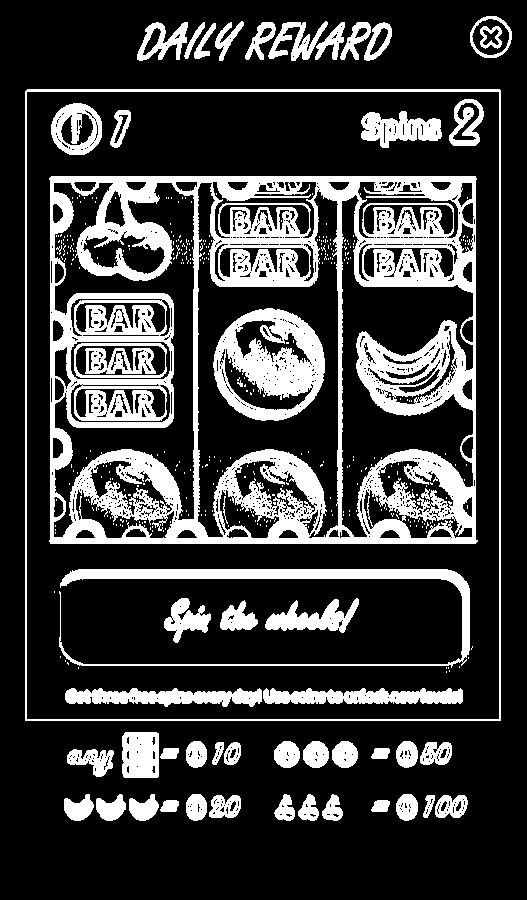 DAILY REWARD
1 Spins 2
BAR BAR
BAR BAR
BAR
BAR
BAR
Spin the wheels!
Get three free spins every day! Use coins to unlock new levels!
any = 10 = 50
= 20 = 100